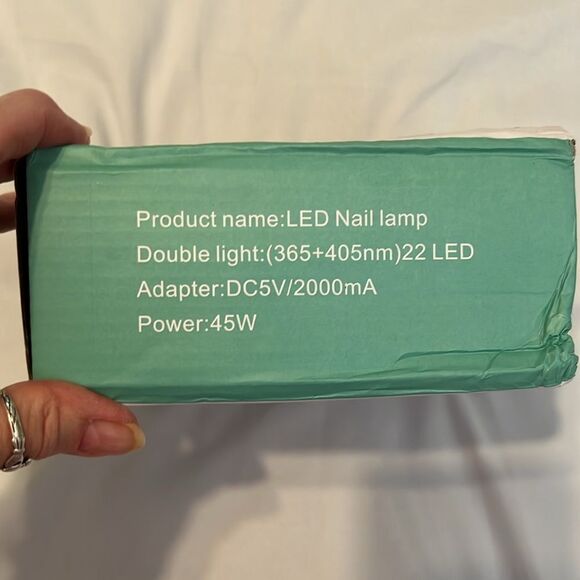 Product name:LED Nail lamp
Double light:(365+405nm)22 LED
Adapter:DC5V/2000mA
Power:45W